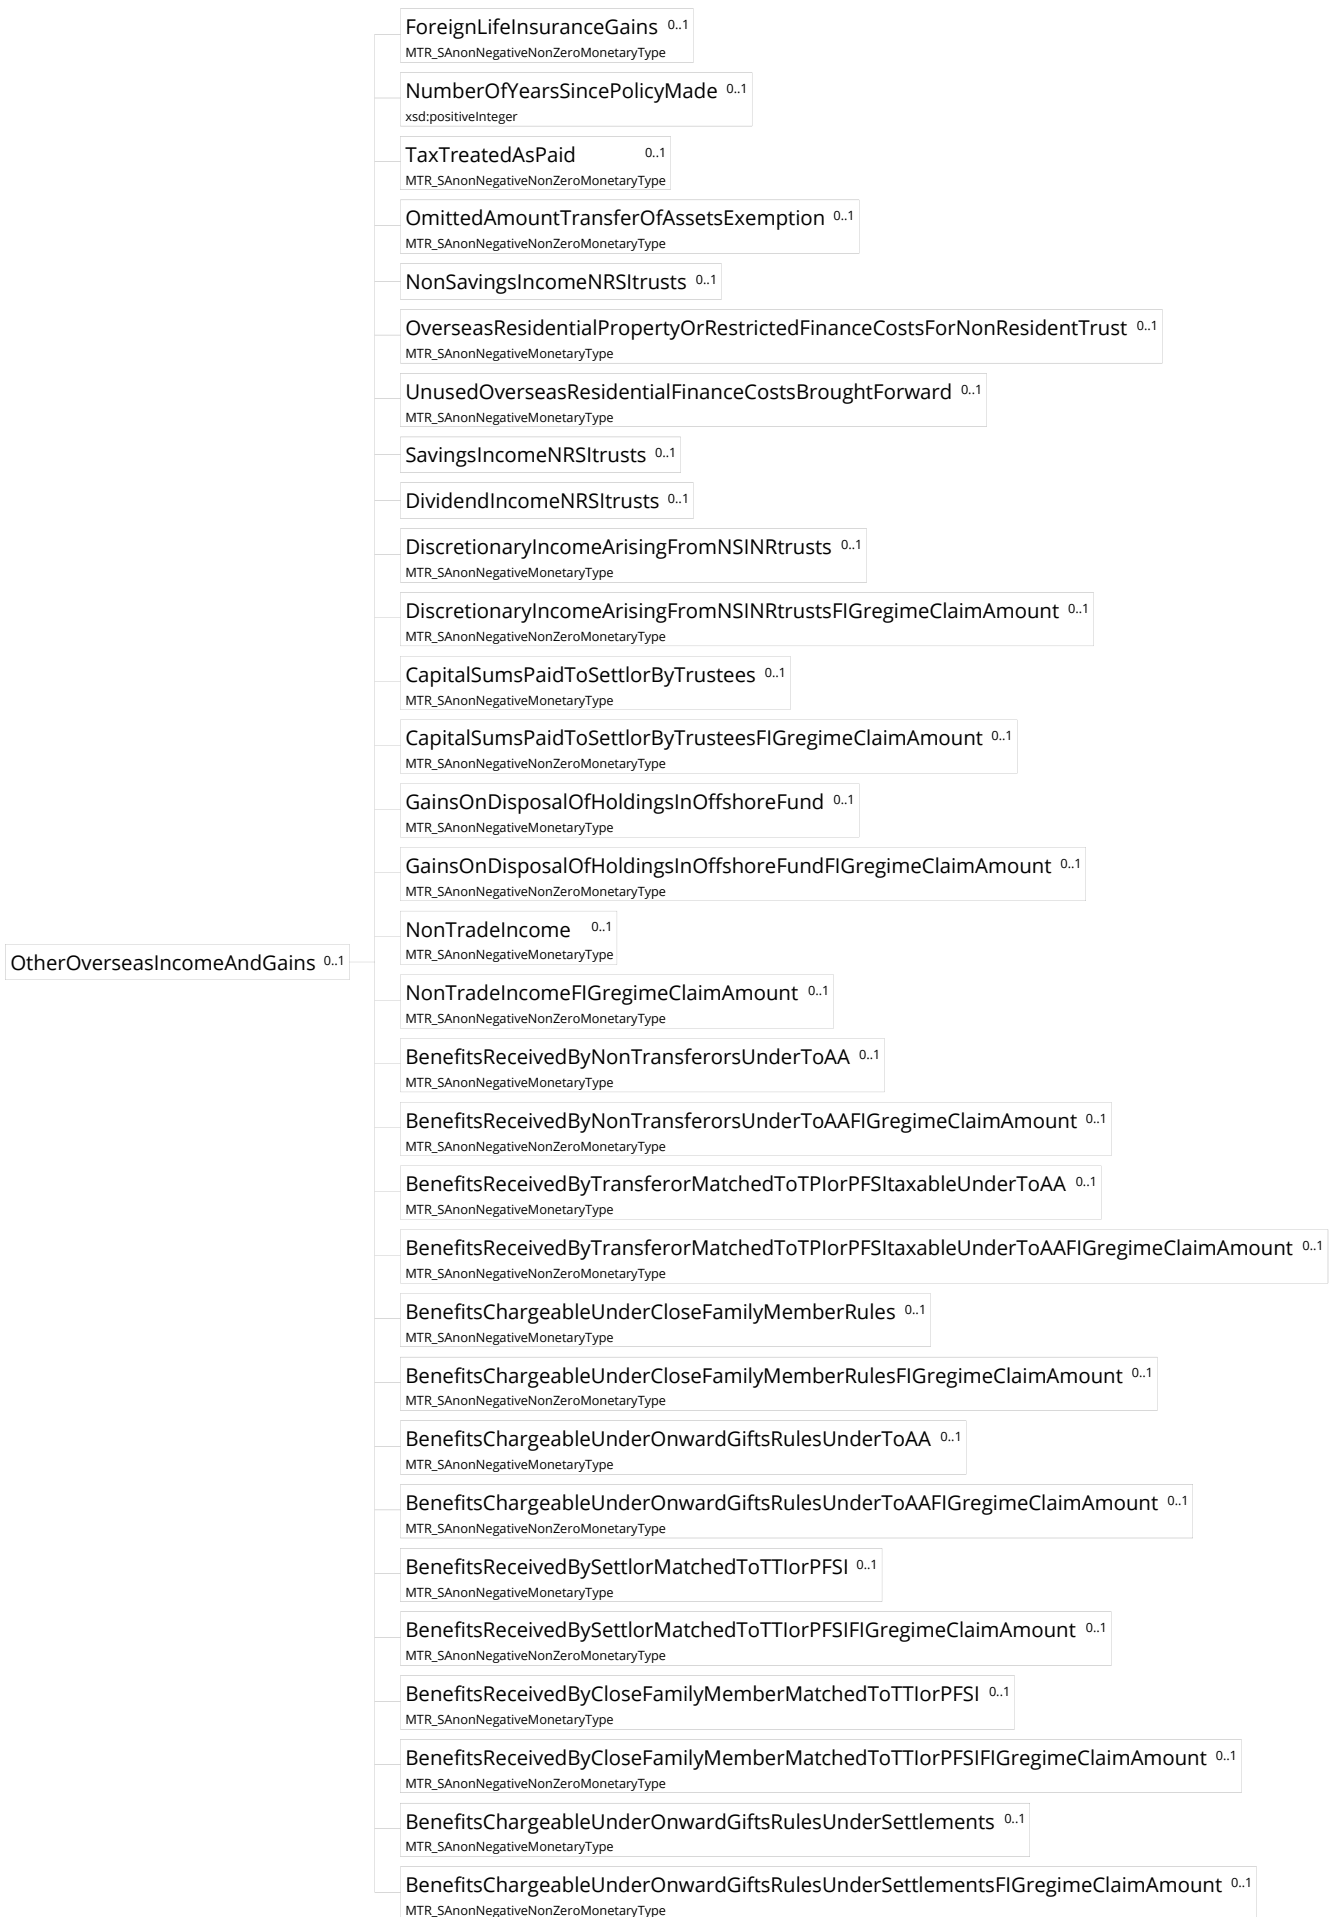 ForeignLifeInsuranceGains 0..1
MTR_SAnonNegativeNonZeroMonetaryType
NumberOfYearsSincePolicyMade 0..1
xsd:positiveInteger
TaxTreatedAsPaid 0..1
MTR_SAnonNegativeNonZeroMonetaryType
OmittedAmountTransferOfAssetsExemption 0..1
MTR_SAnonNegativeNonZeroMonetaryType
NonSavingsIncomeNRSItrusts 0..1
OverseasResidentialPropertyOrRestrictedFinanceCostsForNonResidentTrust 0..1
MTR_SAnonNegativeMonetaryType
UnusedOverseasResidentialFinanceCostsBroughtForward 0..1
MTR_SAnonNegativeMonetaryType
SavingsIncomeNRSItrusts 0..1
DividendIncomeNRSItrusts 0..1
DiscretionaryIncomeArisingFromNSINRtrusts 0..1
MTR_SAnonNegativeMonetaryType
DiscretionaryIncomeArisingFromNSINRtrustsFIGregimeClaimAmount 0..1
MTR_SAnonNegativeNonZeroMonetaryType
CapitalSumsPaidToSettlorByTrustees 0..1
MTR_SAnonNegativeMonetaryType
CapitalSumsPaidToSettlorByTrusteesFIGregimeClaimAmount 0..1
MTR_SAnonNegativeNonZeroMonetaryType
GainsOnDisposalOfHoldingsInOffshoreFund 0..1
MTR_SAnonNegativeMonetaryType
GainsOnDisposalOfHoldingsInOffshoreFundFIGregimeClaimAmount 0..1
MTR_SAnonNegativeNonZeroMonetaryType
NonTradeIncome 0..1
MTR_SAnonNegativeMonetaryType
OtherOverseasIncomeAndGains 0..1
NonTradeIncomeFIGregimeClaimAmount 0..1
MTR_SAnonNegativeNonZeroMonetaryType
BenefitsReceivedByNonTransferorsUnderToAA 0..1
MTR_SAnonNegativeMonetaryType
BenefitsReceivedByNonTransferorsUnderToAAFIGregimeClaimAmount 0..1
MTR_SAnonNegativeNonZeroMonetaryType
BenefitsReceivedByTransferorMatchedToTPIorPFSItaxableUnderToAA 0..1
MTR_SAnonNegativeMonetaryType
BenefitsReceivedByTransferorMatchedToTPIorPFSItaxableUnderToAAFIGregimeClaimAmount 0..1
MTR_SAnonNegativeNonZeroMonetaryType
BenefitsChargeableUnderCloseFamilyMemberRules 0..1
MTR_SAnonNegativeMonetaryType
BenefitsChargeableUnderCloseFamilyMemberRulesFIGregimeClaimAmount 0..1
MTR_SAnonNegativeNonZeroMonetaryType
BenefitsChargeableUnderOnwardGiftsRulesUnderToAA 0..1
MTR_SAnonNegativeMonetaryType
BenefitsChargeableUnderOnwardGiftsRulesUnderToAAFIGregimeClaimAmount 0..1
MTR_SAnonNegativeNonZeroMonetaryType
BenefitsReceivedBySettlorMatchedToTTIorPFSI 0..1
MTR_SAnonNegativeMonetaryType
BenefitsReceivedBySettlorMatchedToTTIorPFSIFIGregimeClaimAmount 0..1
MTR_SAnonNegativeNonZeroMonetaryType
BenefitsReceivedByCloseFamilyMemberMatchedToTTIorPFSI 0..1
MTR_SAnonNegativeMonetaryType
BenefitsReceivedByCloseFamilyMemberMatchedToTTIorPFSIFIGregimeClaimAmount 0..1
MTR_SAnonNegativeNonZeroMonetaryType
BenefitsChargeableUnderOnwardGiftsRulesUnderSettlements 0..1
MTR_SAnonNegativeMonetaryType
BenefitsChargeableUnderOnwardGiftsRulesUnderSettlementsFIGregimeClaimAmount 0..1
MTR_SAnonNegativeNonZeroMonetaryType